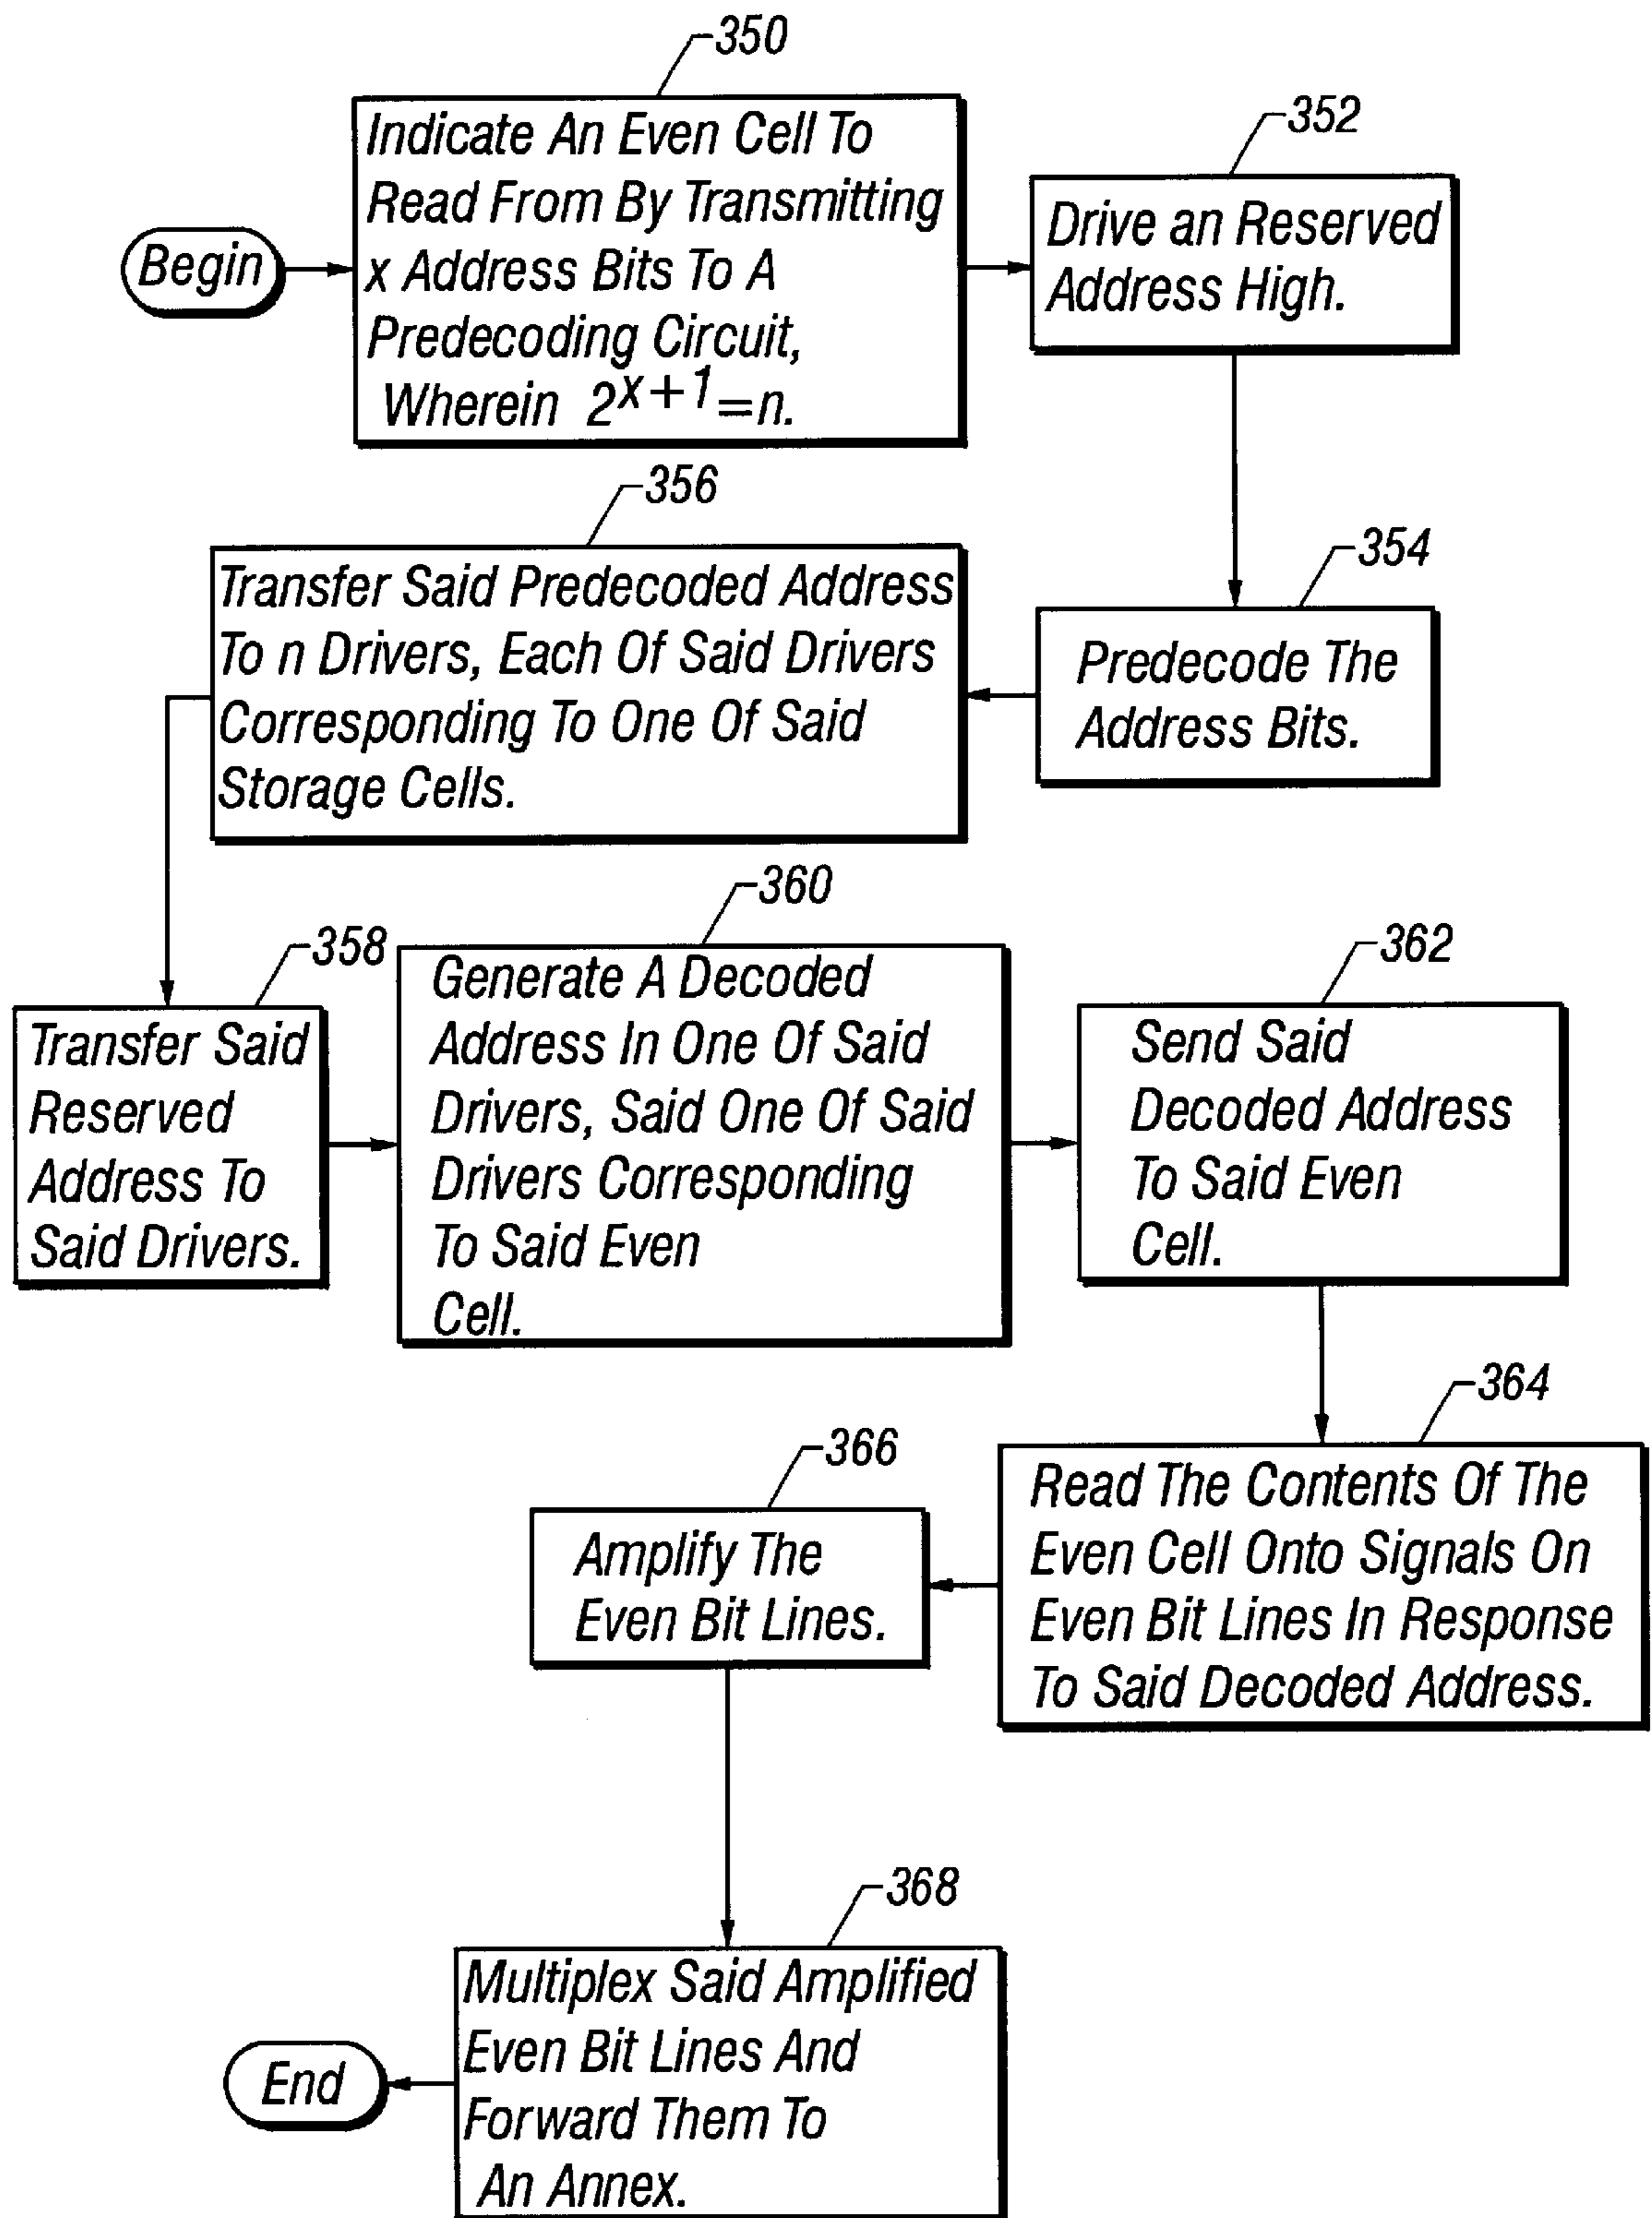 350
Indicate An Even Cell To
Read From By Transmitting
x Address Bits To A
Predecoding Circuit,
Wherein 2^{x+1}=n.
Begin
352
Drive an Reserved
Address High.
354
Predecode The
Address Bits.
356
Transfer Said Predecoded Address
To n Drivers, Each Of Said Drivers
Corresponding To One Of Said
Storage Cells.
358
Transfer Said
Reserved
Address To
Said Drivers.
360
Generate A Decoded
Address In One Of Said
Drivers, Said One Of Said
Drivers Corresponding
To Said Even
Cell.
362
Send Said
Decoded Address
To Said Even
Cell.
364
Read The Contents Of The
Even Cell Onto Signals On
Even Bit Lines In Response
To Said Decoded Address.
366
Amplify The
Even Bit Lines.
368
Multiplex Said Amplified
Even Bit Lines And
Forward Them To
An Annex.
End